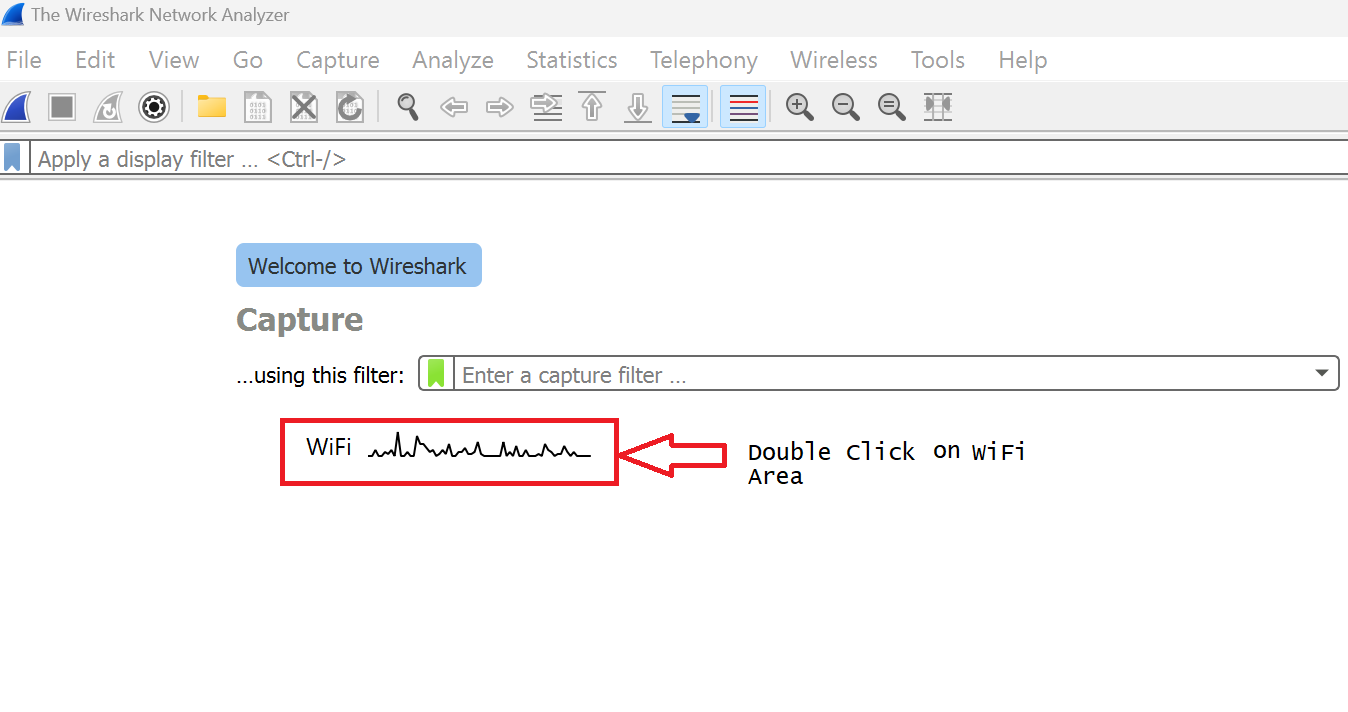 The Wireshark Network Analyzer
File Edit View Go Capture Analyze Statistics Telephony Wireless Tools Help
Apply a display filter ... <Ctrl-/>
Welcome to Wireshark
Capture
...using this filter: Enter a capture filter ...
WiFi
Double Click on WiFi
Area